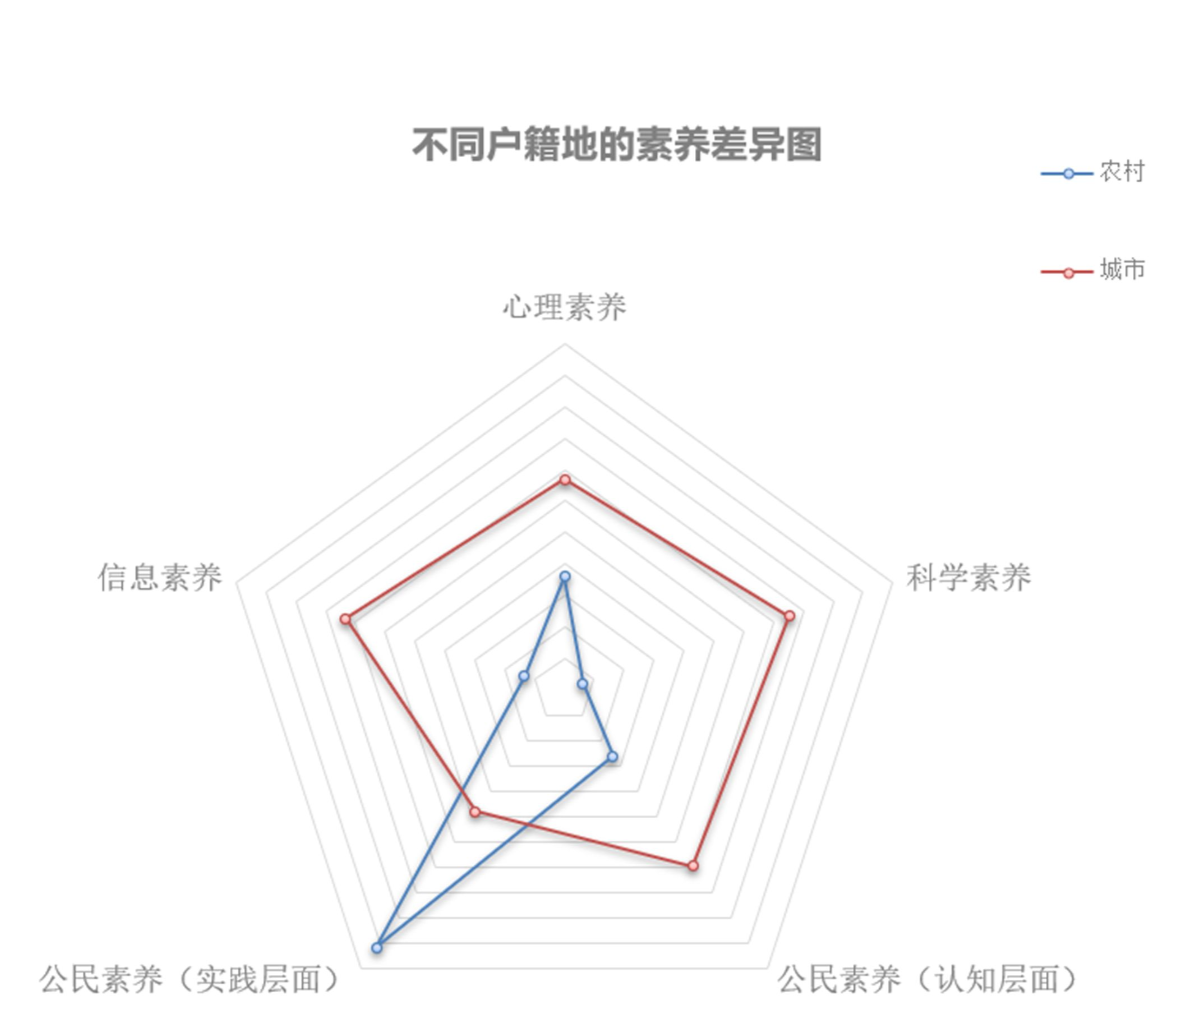 不同户籍地的素养差异图
农村
城市
心理素养
信息素养
科学素养
公民素养（实践层面）
公民素养（认知层面）